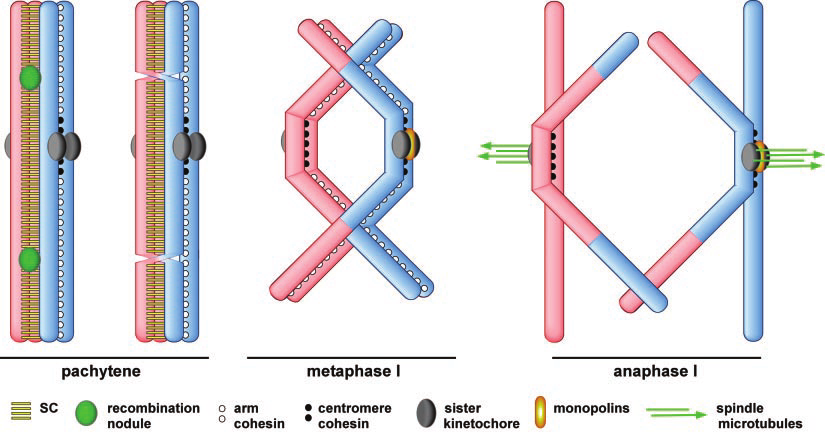 pachytene
metaphase I
anaphase I
SC
recombination
nodule
arm
cohesin
centromere
cohesin
sister
kinetochore
monopolins
spindle
microtubules